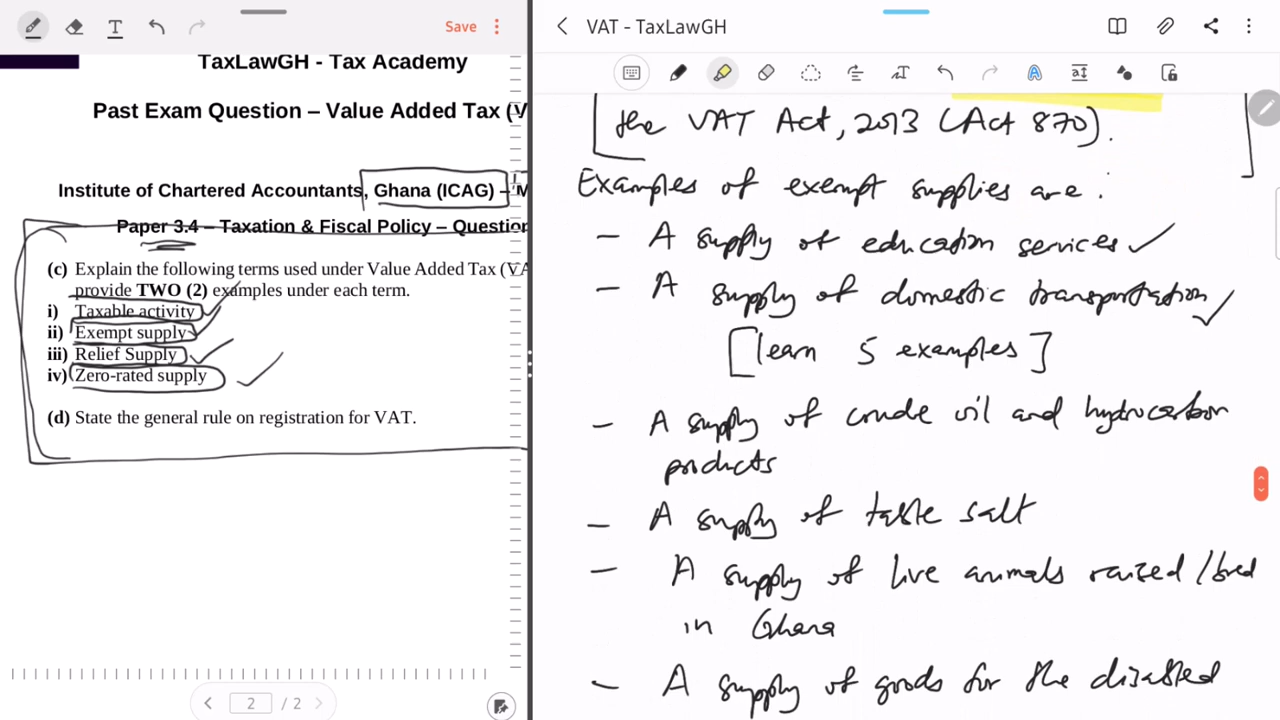 Save
TaxLawGH - Tax Academy
Past Exam Question – Value Added Tax (V
Institute of Chartered Accountants, Ghana (ICAG) –
Paper 3.4 – Taxation & Fiscal Policy – Question
(c) Explain the following terms used under Value Added Tax (VA
provide TWO (2) examples under each term.
i) Taxable activity
ii) Exempt supply
iii) Relief Supply
iv) Zero-rated supply
(d) State the general rule on registration for VAT.
2 / 2
VAT - TaxLawGH
the VAT Act, 2013 (Act 870).
Examples of exempt supplies are :
– A supply of education services
– A supply of domestic transportation
[learn 5 examples]
– A supply of crude oil and hydrocarbon
products
– A supply of table salt
– A supply of live animals raised / bred
in Ghana
– A supply of goods for the disabled